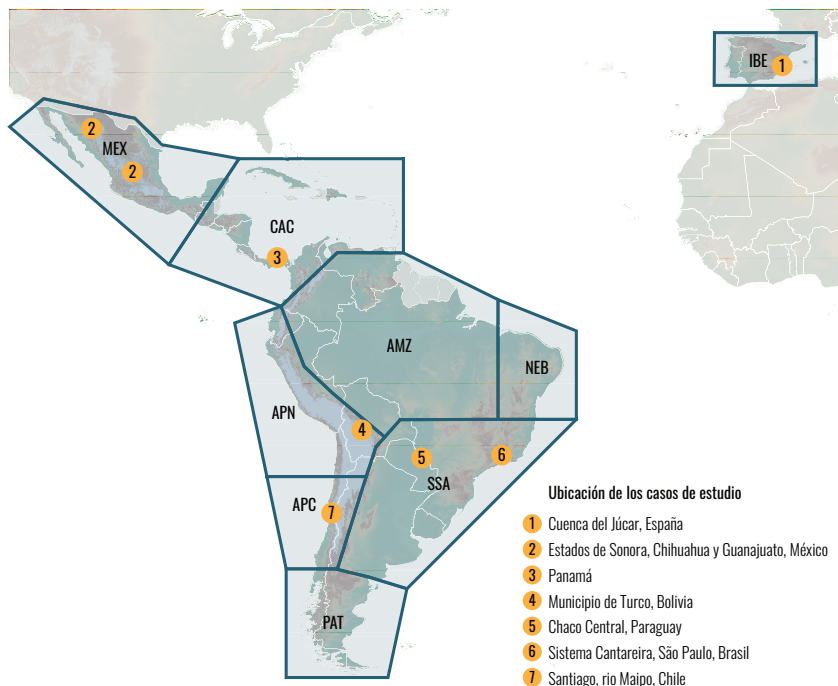 IBE
1
2
MEX
2
CAC
3
AMZ
NEB
APN
4
5
6
SSA
APC
7
PAT
Ubicación de los casos de estudio
1 Cuenca del Júcar, España
2 Estados de Sonora, Chihuahua y Guanajuato, México
3 Panamá
4 Municipio de Turco, Bolivia
5 Chaco Central, Paraguay
6 Sistema Cantareira, São Paulo, Brasil
7 Santiago, rio Maipo, Chile